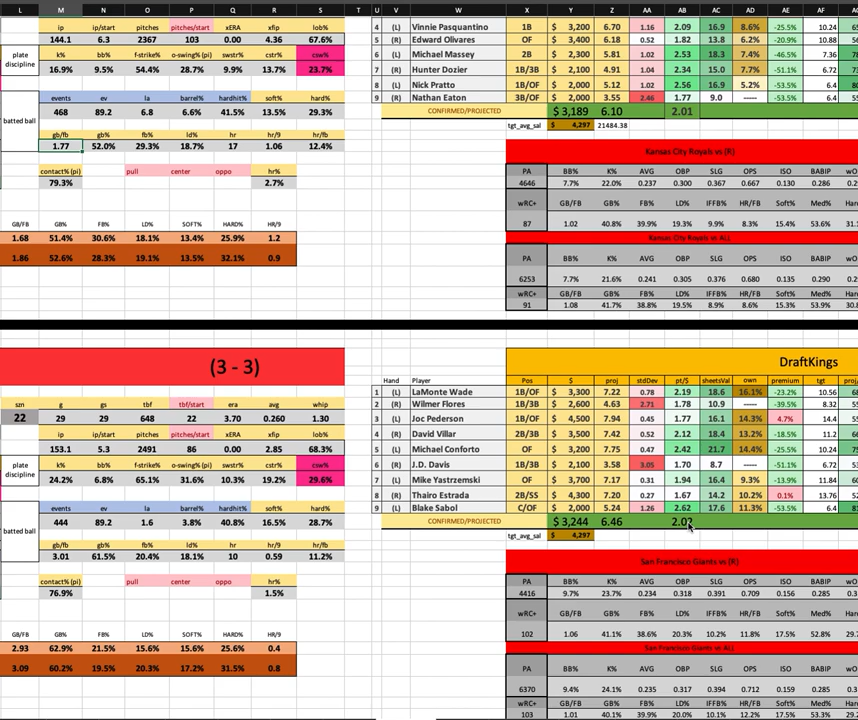 L M N O P Q R S T U V W X Y Z AA AB AC AD AE AF
ip ip/start pitches pitches/start xERA xfip lob% 4 (L) Vinnie Pasquantino 1B $ 3,200 6.70 1.16 2.09 16.9 8.6% -25.5% 10.24
144.1 6.3 2367 103 0.00 4.36 67.6% 5 (R) Edward Olivares OF $ 3,400 6.18 0.52 1.82 13.8 6.2% -20.9% 10.88
plate discipline k% bb% f-strike% o-swing% (pi) swstr% cstr% csw% 6 (L) Michael Massey 2B $ 2,300 5.81 1.02 2.53 18.3 7.4% -46.5% 7.36
16.9% 9.5% 54.4% 28.7% 9.9% 13.7% 23.7% 7 (R) Hunter Dozier 1B/3B $ 2,100 4.91 1.04 2.34 15.0 7.7% -51.1% 6.72
8 (L) Nick Pratto 1B/OF $ 2,000 5.12 1.02 2.56 16.9 5.2% -53.5% 6.4
batted ball events ev la barrel% hardhit% soft% hard% 9 (R) Nathan Eaton 3B/OF $ 2,000 3.55 2.46 1.77 9.0 ----- -53.5% 6.4
468 89.2 6.8 6.6% 41.5% 13.5% 29.3% CONFIRMED/PROJECTED $ 3,189 6.10 2.01
tgt_avg_sal $ 4,297 21484.38
gb/fb gb% fb% ld% hr hr/9 hr/fb
1.77 52.0% 29.3% 18.7% 17 1.06 12.4% Kansas City Royals vs (R)
contact% (pi) pull center oppo hr% PA BB% K% AVG OBP SLG OPS ISO BABIP
79.3% 2.7% 4646 7.7% 22.0% 0.237 0.300 0.367 0.667 0.130 0.286
wRC+ GB/FB GB% FB% LD% IFFB% HR/FB Soft% Med%
GB/FB GB% FB% LD% SOFT% HARD% HR/9 87 1.02 40.8% 39.9% 19.3% 9.9% 8.3% 15.4% 53.6%
1.68 51.4% 30.6% 18.1% 13.4% 25.9% 1.2 Kansas City Royals vs ALL
1.86 52.6% 28.3% 19.1% 13.5% 32.1% 0.9 PA BB% K% AVG OBP SLG OPS ISO BABIP
6253 7.7% 21.6% 0.241 0.305 0.376 0.680 0.135 0.290
wRC+ GB/FB GB% FB% LD% IFFB% HR/FB Soft% Med%
91 1.08 41.7% 38.8% 19.5% 8.9% 8.6% 15.3% 53.9%
(3 - 3) DraftKings
Hand Player Pos $ proj stdDev pt/$ sheetsVal own premium tgt
szn g gs tbf tbf/start era avg whip 1 (L) LaMonte Wade 1B/OF $ 3,300 7.22 0.78 2.19 18.6 16.1% -23.2% 10.56
22 29 29 648 22 3.70 0.260 1.30 2 (R) Wilmer Flores 1B/3B $ 2,600 4.63 2.71 1.78 10.9 ----- -39.5% 8.32
ip ip/start pitches pitches/start xERA xfip lob% 3 (L) Joc Pederson 1B/OF $ 4,500 7.94 0.45 1.77 16.1 14.3% 4.7% 14.4
153.1 5.3 2491 86 0.00 2.85 68.3% 4 (R) David Villar 2B/3B $ 3,500 7.42 0.52 2.12 18.4 13.2% -18.5% 11.2
plate discipline k% bb% f-strike% o-swing% (pi) swstr% cstr% csw% 5 (L) Michael Conforto OF $ 3,200 7.75 0.47 2.42 21.7 14.4% -25.5% 10.24
24.2% 6.8% 65.1% 31.6% 10.3% 19.2% 29.6% 6 (R) J.D. Davis 1B/3B $ 2,100 3.58 3.05 1.70 8.7 ----- -51.1% 6.72
7 (L) Mike Yastrzemski OF $ 3,700 7.17 0.31 1.94 16.4 9.3% -13.9% 11.84
batted ball events ev la barrel% hardhit% soft% hard% 8 (R) Thairo Estrada 2B/SS $ 4,300 7.20 0.27 1.67 14.2 10.2% 0.1% 13.76
444 89.2 1.6 3.8% 40.8% 16.5% 28.7% 9 (L) Blake Sabol C/OF $ 2,000 5.24 1.26 2.62 17.6 11.3% -53.5% 6.4
CONFIRMED/PROJECTED $ 3,244 6.46 2.02
gb/fb gb% fb% ld% hr hr/9 hr/fb tgt_avg_sal $ 4,297
3.01 61.5% 20.4% 18.1% 10 0.59 11.2%
San Francisco Giants vs (R)
contact% (pi) pull center oppo hr% PA BB% K% AVG OBP SLG OPS ISO BABIP
76.9% 1.5% 4416 9.7% 23.7% 0.234 0.318 0.391 0.709 0.156 0.285
wRC+ GB/FB GB% FB% LD% IFFB% HR/FB Soft% Med%
GB/FB GB% FB% LD% SOFT% HARD% HR/9 102 1.06 41.1% 38.6% 20.3% 10.2% 11.8% 17.5% 52.8%
2.93 62.9% 21.5% 15.6% 15.6% 25.6% 0.4 San Francisco Giants vs ALL
3.09 60.2% 19.5% 20.3% 17.2% 31.5% 0.8 PA BB% K% AVG OBP SLG OPS ISO BABIP
6370 9.4% 24.1% 0.235 0.317 0.394 0.712 0.159 0.285
wRC+ GB/FB GB% FB% LD% IFFB% HR/FB Soft% Med%
103 1.01 40.1% 39.9% 20.0% 10.1% 12.2% 17.5% 53.3%